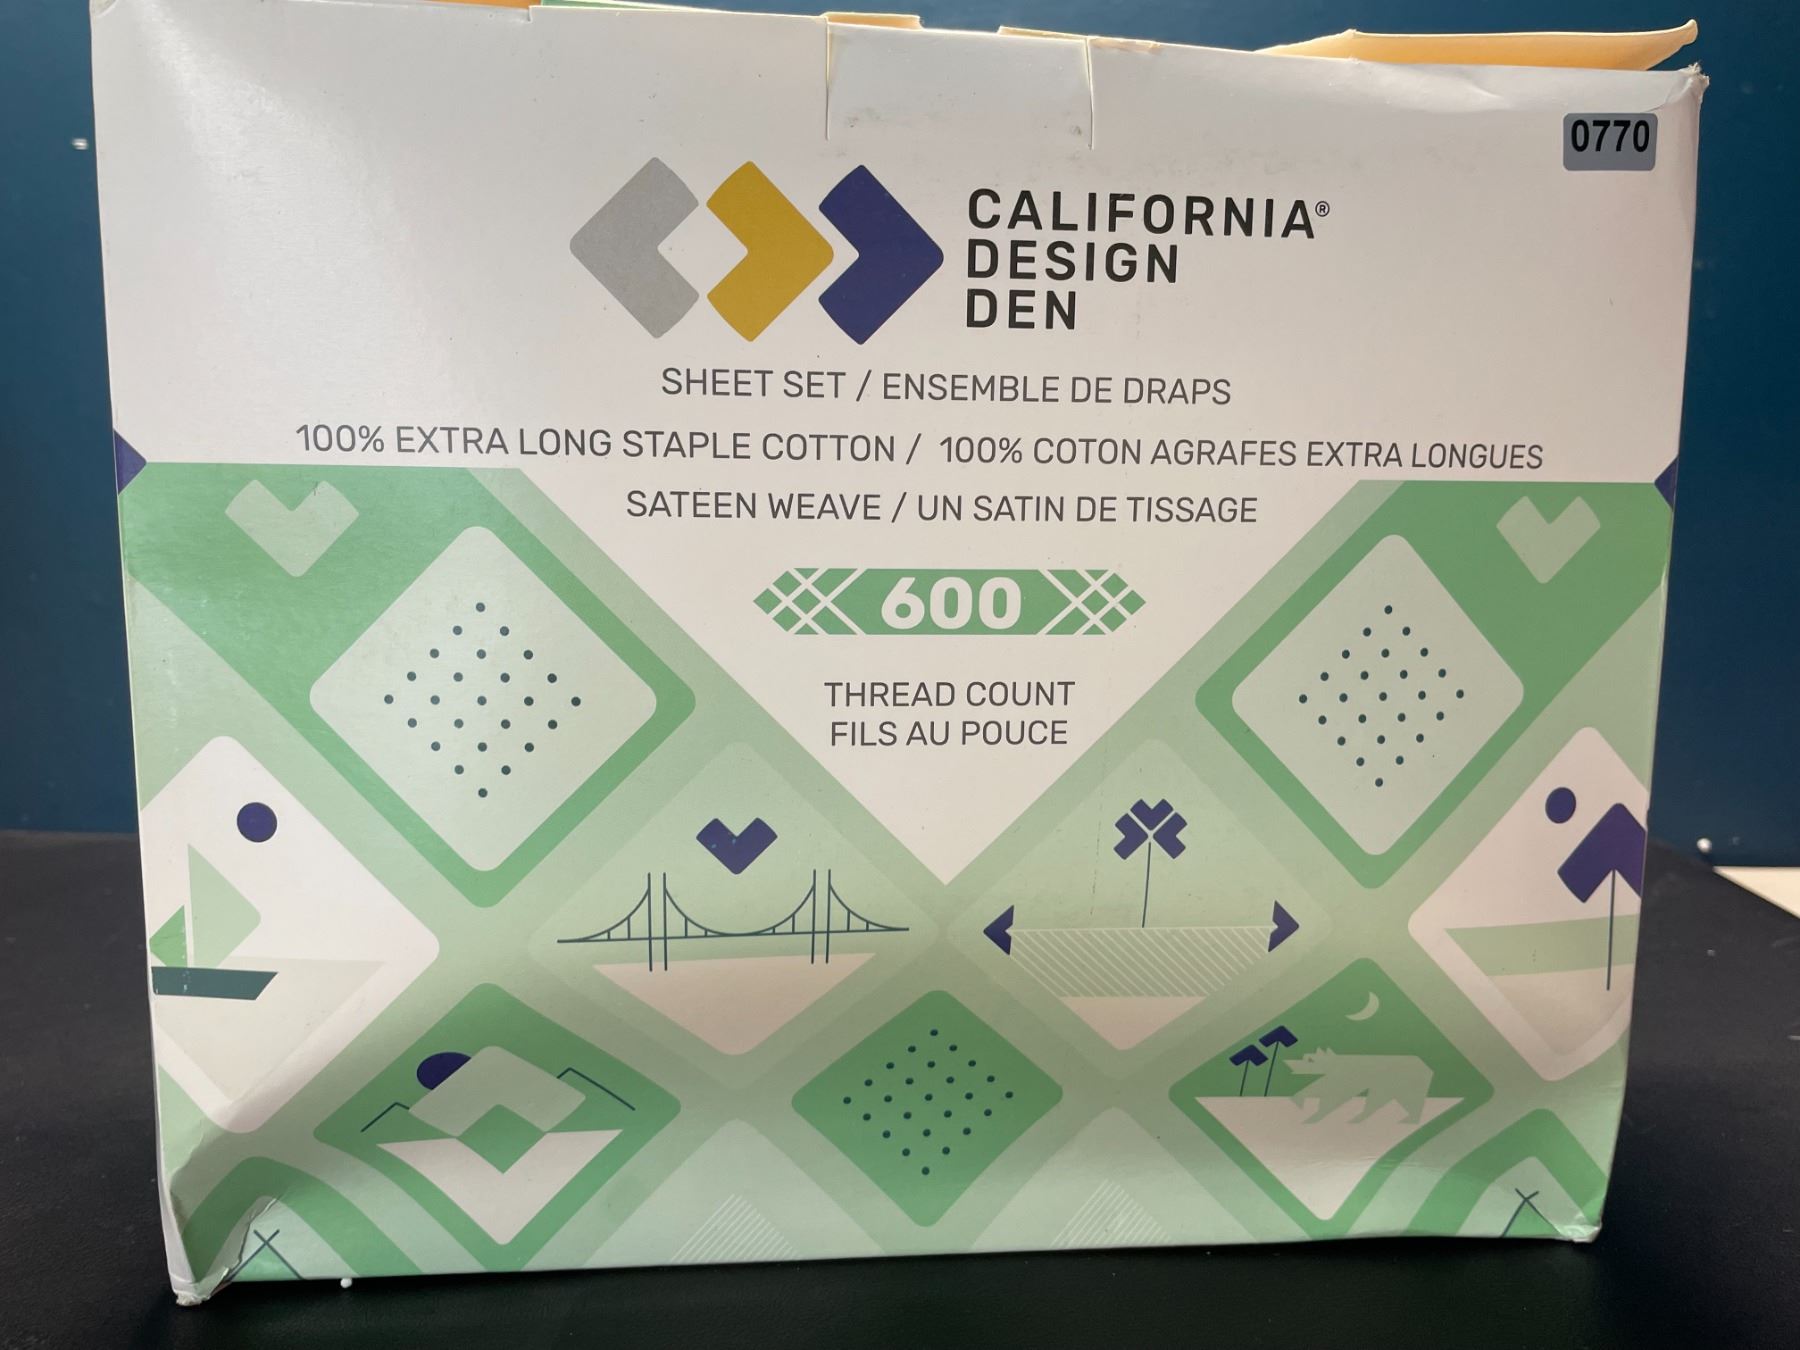 0770
CALIFORNIA®
DESIGN
DEN
SHEET SET / ENSEMBLE DE DRAPS
100% EXTRA LONG STAPLE COTTON / 100% COTON AGRAFES EXTRA LONGUES
SATEEN WEAVE / UN SATIN DE TISSAGE
600
THREAD COUNT
FILS AU POUCE